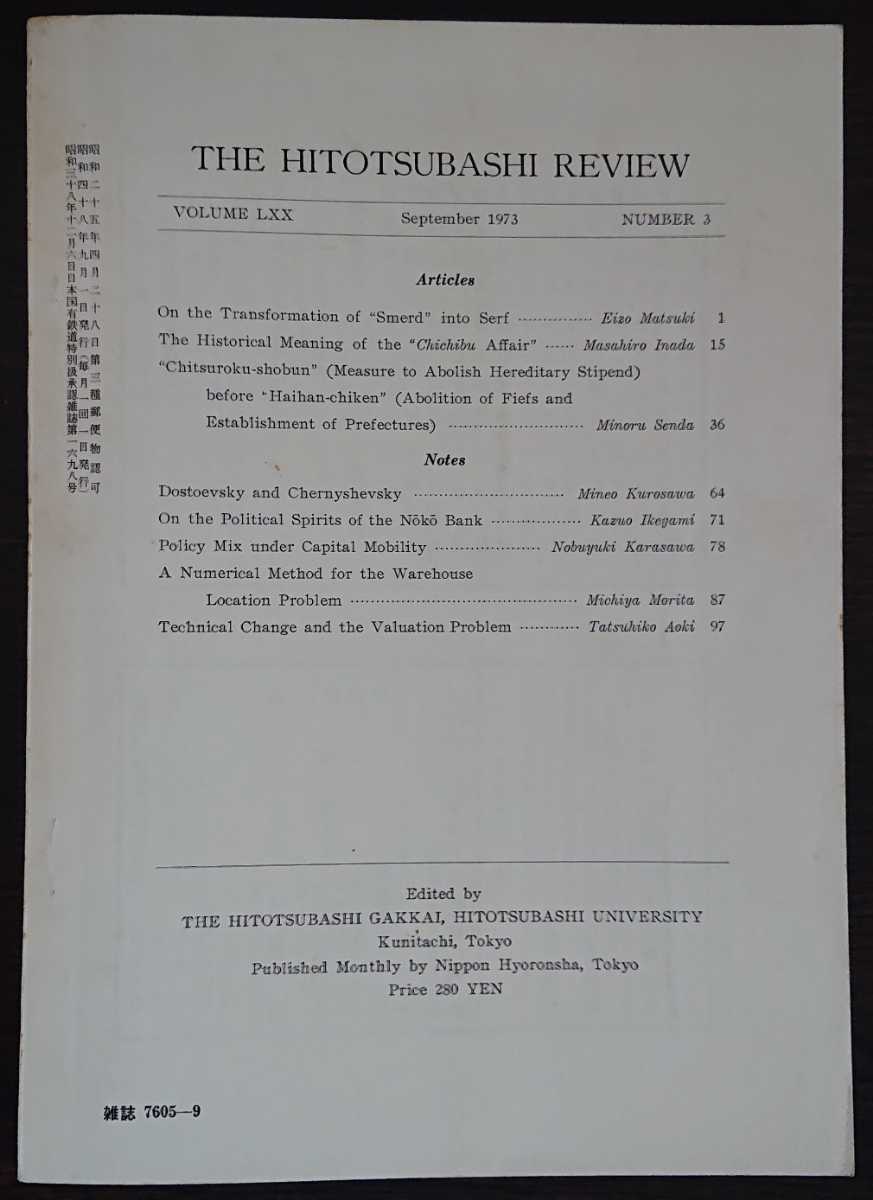 THE HITOTSUBASHI REVIEW
VOLUME LXX September 1973 NUMBER 3
Articles
On the Transformation of "Smerd" into Serf ............... Eizo Matsuki 1
The Historical Meaning of the "Chichibu Affair" ...... Masahiro Inada 15
"Chitsuroku-shobun" (Measure to Abolish Hereditary Stipend)
before "Haihan-chiken" (Abolition of Fiefs and
Establishment of Prefectures) ........................... Minoru Senda 36
Notes
Dostoevsky and Chernyshevsky .............................. Mineo Kurosawa 64
On the Political Spirits of the Nōkō Bank .................. Kazuo Ikegami 71
Policy Mix under Capital Mobility ..................... Nobuyuki Karasawa 78
A Numerical Method for the Warehouse
Location Problem ............................................ Michiya Morita 87
Technical Change and the Valuation Problem ............ Tatsuhiko Aoki 97
昭和二十五年四月二十八日第三種郵便物認可
昭和四十八年九月一日発行(毎月一回一日発行)
昭和三十八年十二月六日日本国有鉄道特別扱承認雑誌第一六九八号
Edited by
THE HITOTSUBASHI GAKKAI, HITOTSUBASHI UNIVERSITY
Kunitachi, Tokyo
Published Monthly by Nippon Hyoronsha, Tokyo
Price 280 YEN
雑誌 7605—9